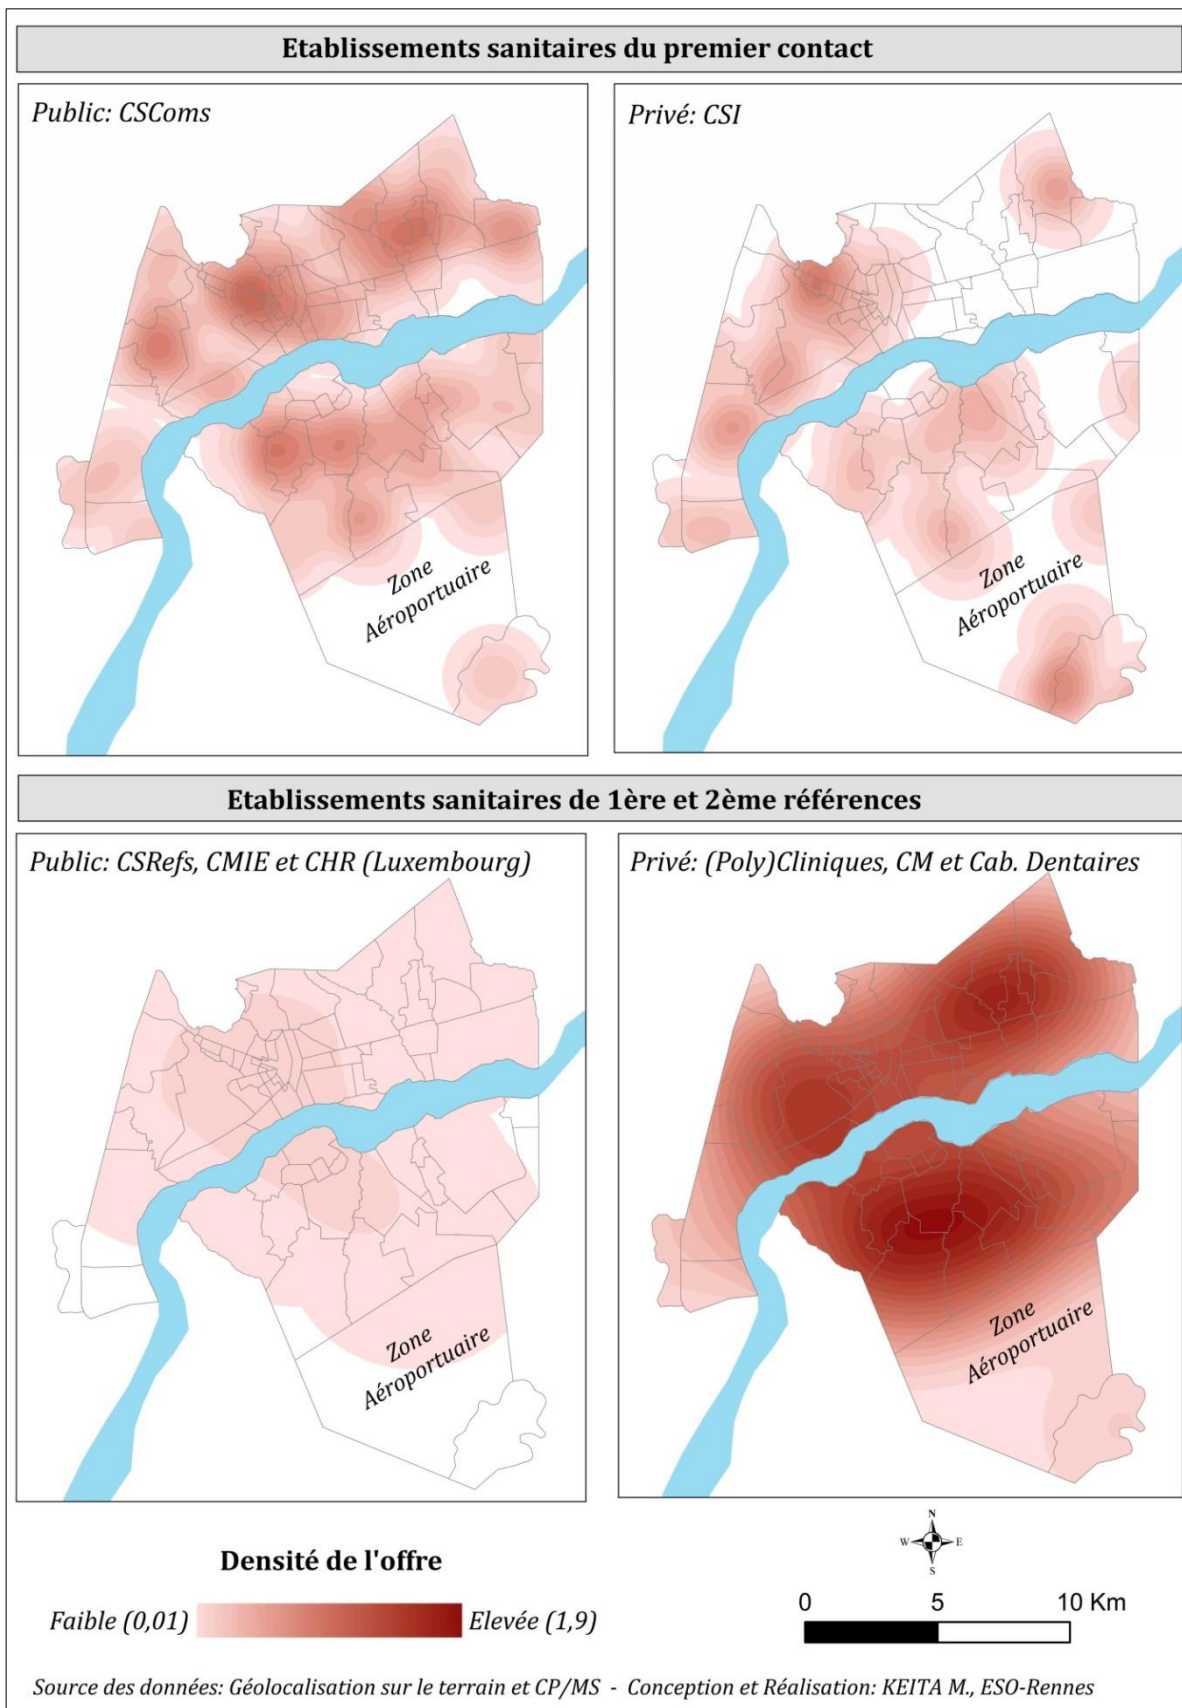 Etablissements sanitaires du premier contact
Public: CSComs
Privé: CSI
Zone
Aéroportuaire
Zone
Aéroportuaire
Etablissements sanitaires de 1ère et 2ème références
Public: CSRefs, CMIE et CHR (Luxembourg)
Privé: (Poly)Cliniques, CM et Cab. Dentaires
Zone
Aéroportuaire
Zone
Aéroportuaire
Densité de l'offre
Faible (0,01)
Elevée (1,9)
N
W
E
S
0 5 10 Km
Source des données: Géolocalisation sur le terrain et CP/MS - Conception et Réalisation: KEITA M., ESO-Rennes